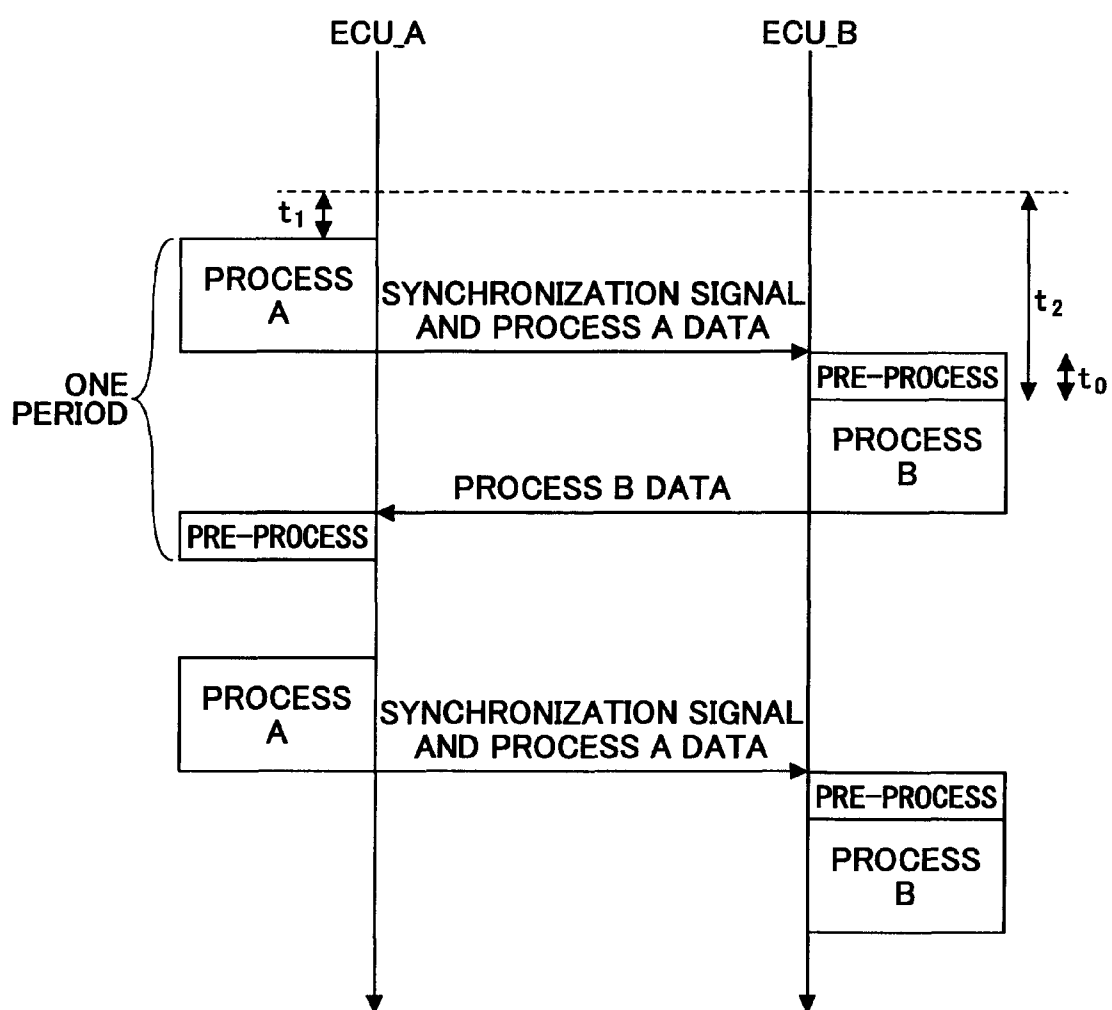 ECU_A
ECU_B
t1
PROCESS
A
SYNCHRONIZATION SIGNAL
AND PROCESS A DATA
t2
ONE
PERIOD
PRE-PROCESS
t0
PROCESS
B
PROCESS B DATA
PRE-PROCESS
PROCESS
A
SYNCHRONIZATION SIGNAL
AND PROCESS A DATA
PRE-PROCESS
PROCESS
B